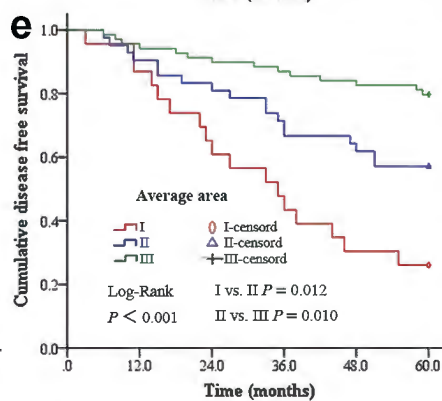 e
Cumulative disease free survival
1.0
0.8
0.6
0.4
0.2
0.0
Average area
I
I-censord
II
II-censord
III
III-censord
Log-Rank
I vs. II P = 0.012
P < 0.001
II vs. III P = 0.010
.0
12.0
24.0
36.0
48.0
60.0
Time (months)